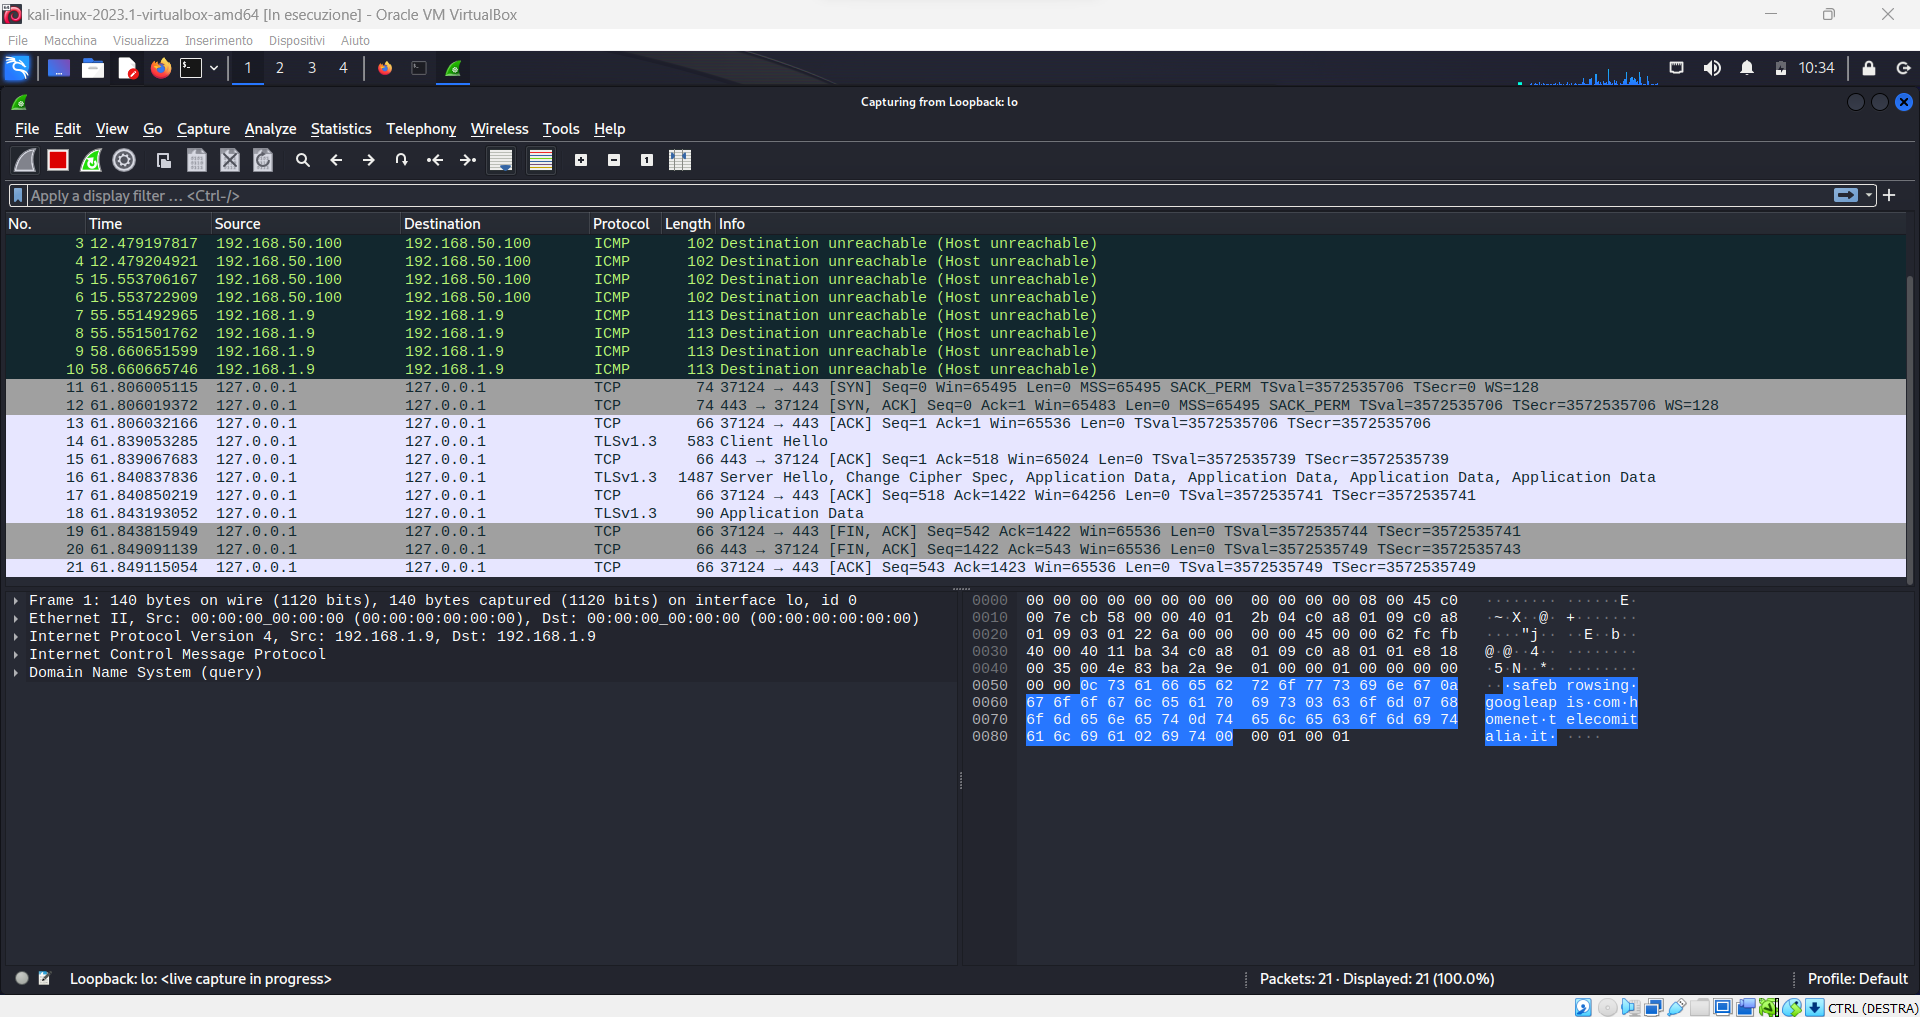 kali-linux-2023.1-virtualbox-amd64 [In esecuzione] - Oracle VM VirtualBox
File Macchina Visualizza Inserimento Dispositivi Aiuto
1 2 3 4 10:34
Capturing from Loopback: lo
File Edit View Go Capture Analyze Statistics Telephony Wireless Tools Help
Apply a display filter ... <Ctrl-/>
No. Time Source Destination Protocol Length Info
3 12.479197817 192.168.50.100 192.168.50.100 ICMP 102 Destination unreachable (Host unreachable)
4 12.479204921 192.168.50.100 192.168.50.100 ICMP 102 Destination unreachable (Host unreachable)
5 15.553706167 192.168.50.100 192.168.50.100 ICMP 102 Destination unreachable (Host unreachable)
6 15.553722909 192.168.50.100 192.168.50.100 ICMP 102 Destination unreachable (Host unreachable)
7 55.551492965 192.168.1.9 192.168.1.9 ICMP 113 Destination unreachable (Host unreachable)
8 55.551501762 192.168.1.9 192.168.1.9 ICMP 113 Destination unreachable (Host unreachable)
9 58.660651599 192.168.1.9 192.168.1.9 ICMP 113 Destination unreachable (Host unreachable)
10 58.660665746 192.168.1.9 192.168.1.9 ICMP 113 Destination unreachable (Host unreachable)
11 61.806005115 127.0.0.1 127.0.0.1 TCP 74 37124 → 443 [SYN] Seq=0 Win=65495 Len=0 MSS=65495 SACK_PERM TSval=3572535706 TSecr=0 WS=128
12 61.806019372 127.0.0.1 127.0.0.1 TCP 74 443 → 37124 [SYN, ACK] Seq=0 Ack=1 Win=65483 Len=0 MSS=65495 SACK_PERM TSval=3572535706 TSecr=3572535706 WS=128
13 61.806032166 127.0.0.1 127.0.0.1 TCP 66 37124 → 443 [ACK] Seq=1 Ack=1 Win=65536 Len=0 TSval=3572535706 TSecr=3572535706
14 61.839053285 127.0.0.1 127.0.0.1 TLSv1.3 583 Client Hello
15 61.839067683 127.0.0.1 127.0.0.1 TCP 66 443 → 37124 [ACK] Seq=1 Ack=518 Win=65024 Len=0 TSval=3572535739 TSecr=3572535739
16 61.840837836 127.0.0.1 127.0.0.1 TLSv1.3 1487 Server Hello, Change Cipher Spec, Application Data, Application Data, Application Data, Application Data
17 61.840850219 127.0.0.1 127.0.0.1 TCP 66 37124 → 443 [ACK] Seq=518 Ack=1422 Win=64256 Len=0 TSval=3572535741 TSecr=3572535741
18 61.843193052 127.0.0.1 127.0.0.1 TLSv1.3 90 Application Data
19 61.843815949 127.0.0.1 127.0.0.1 TCP 66 37124 → 443 [FIN, ACK] Seq=542 Ack=1422 Win=65536 Len=0 TSval=3572535744 TSecr=3572535741
20 61.849091139 127.0.0.1 127.0.0.1 TCP 66 443 → 37124 [FIN, ACK] Seq=1422 Ack=543 Win=65536 Len=0 TSval=3572535749 TSecr=3572535743
21 61.849115054 127.0.0.1 127.0.0.1 TCP 66 37124 → 443 [ACK] Seq=543 Ack=1423 Win=65536 Len=0 TSval=3572535749 TSecr=3572535749
Frame 1: 140 bytes on wire (1120 bits), 140 bytes captured (1120 bits) on interface lo, id 0
Ethernet II, Src: 00:00:00_00:00:00 (00:00:00:00:00:00), Dst: 00:00:00_00:00:00 (00:00:00:00:00:00)
Internet Protocol Version 4, Src: 192.168.1.9, Dst: 192.168.1.9
Internet Control Message Protocol
Domain Name System (query)
0000 00 00 00 00 00 00 00 00 00 00 00 00 08 00 45 c0 ········ ······E·
0010 00 7e cb 58 00 00 40 01 2b 04 c0 a8 01 09 c0 a8 ·~·X··@· +·······
0020 01 09 03 01 22 6a 00 00 00 00 45 00 00 62 fc fb ····"j·· ··E··b··
0030 40 00 40 11 ba 34 c0 a8 01 09 c0 a8 01 01 e8 18 @·@··4·· ········
0040 00 35 00 4e 83 ba 2a 9e 01 00 00 01 00 00 00 00 ·5·N··*· ········
0050 00 00 0c 73 61 66 65 62 72 6f 77 73 69 6e 67 0a ···safeb rowsing·
0060 67 6f 6f 67 6c 65 61 70 69 73 03 63 6f 6d 07 68 googleap is·com·h
0070 6f 6d 65 6e 65 74 0d 74 65 6c 65 63 6f 6d 69 74 omenet·t elecomit
0080 61 6c 69 61 02 69 74 00 00 01 00 01 alia·it· ····
Loopback: lo: <live capture in progress> Packets: 21 · Displayed: 21 (100.0%) Profile: Default
CTRL (DESTRA)